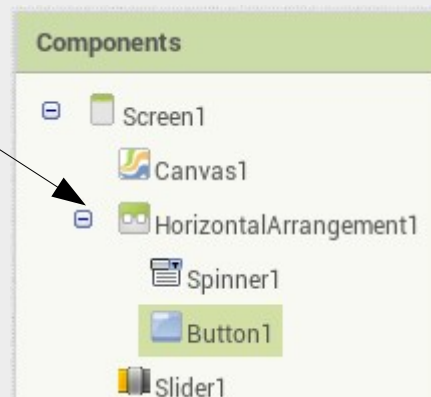 Components
Screen1
Canvas1
HorizontalArrangement1
Spinner1
Button1
Slider1